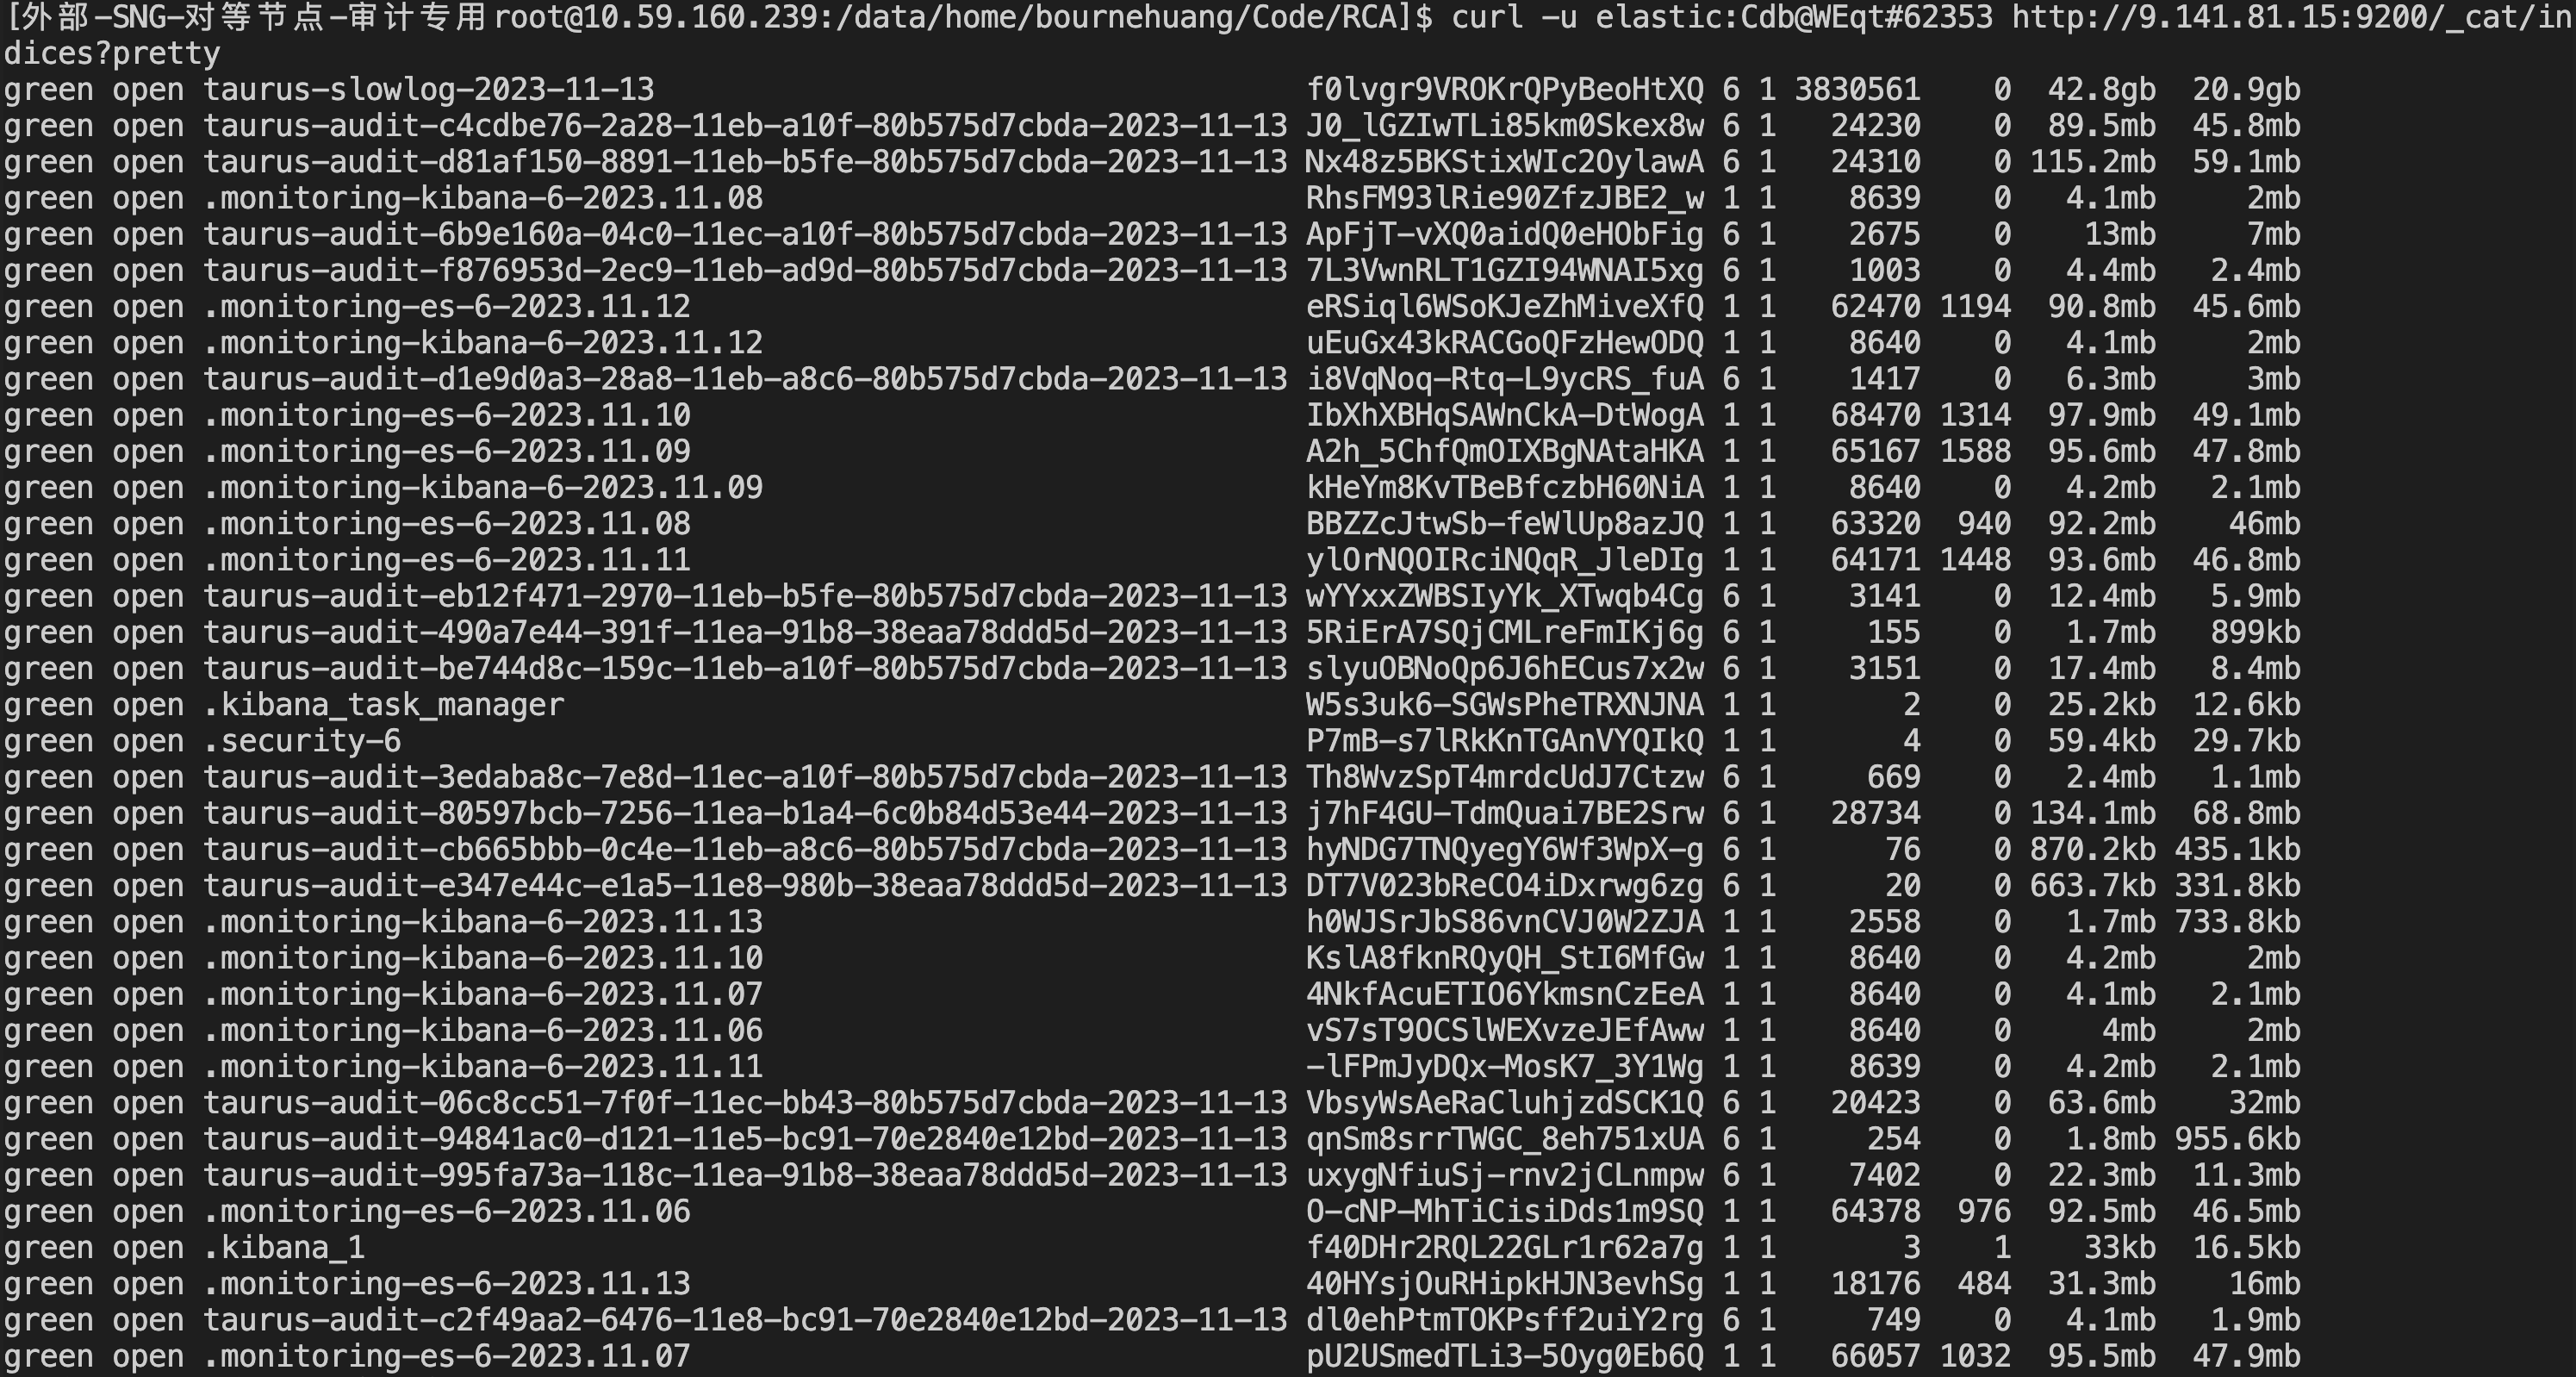 [外部-SNG-对等节点-审计专用root@10.59.160.239:/data/home/bournehuang/Code/RCA]$ curl -u elastic:Cdb@WEqt#62353 http://9.141.81.15:9200/_cat/in
dices?pretty
green open taurus-slowlog-2023-11-13 f0lvgr9VROKrQPyBeoHtXQ 6 1 3830561 0 42.8gb 20.9gb
green open taurus-audit-c4cdbe76-2a28-11eb-a10f-80b575d7cbda-2023-11-13 J0_lGZIwTLi85km0Skex8w 6 1 24230 0 89.5mb 45.8mb
green open taurus-audit-d81af150-8891-11eb-b5fe-80b575d7cbda-2023-11-13 Nx48z5BKStixWIc2OylawA 6 1 24310 0 115.2mb 59.1mb
green open .monitoring-kibana-6-2023.11.08 RhsFM93lRie90ZfzJBE2_w 1 1 8639 0 4.1mb 2mb
green open taurus-audit-6b9e160a-04c0-11ec-a10f-80b575d7cbda-2023-11-13 ApFjT-vXQ0aidQ0eHObFig 6 1 2675 0 13mb 7mb
green open taurus-audit-f876953d-2ec9-11eb-ad9d-80b575d7cbda-2023-11-13 7L3VwnRLT1GZI94WNAI5xg 6 1 1003 0 4.4mb 2.4mb
green open .monitoring-es-6-2023.11.12 eRSiql6WSoKJeZhMiveXfQ 1 1 62470 1194 90.8mb 45.6mb
green open .monitoring-kibana-6-2023.11.12 uEuGx43kRACGoQFzHewODQ 1 1 8640 0 4.1mb 2mb
green open taurus-audit-d1e9d0a3-28a8-11eb-a8c6-80b575d7cbda-2023-11-13 i8VqNoq-Rtq-L9ycRS_fuA 6 1 1417 0 6.3mb 3mb
green open .monitoring-es-6-2023.11.10 IbXhXBHqSAWnCkA-DtWogA 1 1 68470 1314 97.9mb 49.1mb
green open .monitoring-es-6-2023.11.09 A2h_5ChfQmOIXBgNAtaHKA 1 1 65167 1588 95.6mb 47.8mb
green open .monitoring-kibana-6-2023.11.09 kHeYm8KvTBeBfczbH60NiA 1 1 8640 0 4.2mb 2.1mb
green open .monitoring-es-6-2023.11.08 BBZZcJtwSb-feWlUp8azJQ 1 1 63320 940 92.2mb 46mb
green open .monitoring-es-6-2023.11.11 ylOrNQOIRciNQqR_JleDIg 1 1 64171 1448 93.6mb 46.8mb
green open taurus-audit-eb12f471-2970-11eb-b5fe-80b575d7cbda-2023-11-13 wYYxxZWBSIyYk_XTwqb4Cg 6 1 3141 0 12.4mb 5.9mb
green open taurus-audit-490a7e44-391f-11ea-91b8-38eaa78ddd5d-2023-11-13 5RiErA7SQjCMLreFmIKj6g 6 1 155 0 1.7mb 899kb
green open taurus-audit-be744d8c-159c-11eb-a10f-80b575d7cbda-2023-11-13 slyuOBNoQp6J6hECus7x2w 6 1 3151 0 17.4mb 8.4mb
green open .kibana_task_manager W5s3uk6-SGWsPheTRXNJNA 1 1 2 0 25.2kb 12.6kb
green open .security-6 P7mB-s7lRkKnTGAnVYQIkQ 1 1 4 0 59.4kb 29.7kb
green open taurus-audit-3edaba8c-7e8d-11ec-a10f-80b575d7cbda-2023-11-13 Th8WvzSpT4mrdcUdJ7Ctzw 6 1 669 0 2.4mb 1.1mb
green open taurus-audit-80597bcb-7256-11ea-b1a4-6c0b84d53e44-2023-11-13 j7hF4GU-TdmQuai7BE2Srw 6 1 28734 0 134.1mb 68.8mb
green open taurus-audit-cb665bbb-0c4e-11eb-a8c6-80b575d7cbda-2023-11-13 hyNDG7TNQyegY6Wf3WpX-g 6 1 76 0 870.2kb 435.1kb
green open taurus-audit-e347e44c-e1a5-11e8-980b-38eaa78ddd5d-2023-11-13 DT7V023bReCO4iDxrwg6zg 6 1 20 0 663.7kb 331.8kb
green open .monitoring-kibana-6-2023.11.13 h0WJSrJbS86vnCVJ0W2ZJA 1 1 2558 0 1.7mb 733.8kb
green open .monitoring-kibana-6-2023.11.10 KslA8fknRQyQH_StI6MfGw 1 1 8640 0 4.2mb 2mb
green open .monitoring-kibana-6-2023.11.07 4NkfAcuETIO6YkmsnCzEeA 1 1 8640 0 4.1mb 2.1mb
green open .monitoring-kibana-6-2023.11.06 vS7sT9OCSlWEXvzeJEfAww 1 1 8640 0 4mb 2mb
green open .monitoring-kibana-6-2023.11.11 -lFPmJyDQx-MosK7_3Y1Wg 1 1 8639 0 4.2mb 2.1mb
green open taurus-audit-06c8cc51-7f0f-11ec-bb43-80b575d7cbda-2023-11-13 VbsyWsAeRaCluhjzdSCK1Q 6 1 20423 0 63.6mb 32mb
green open taurus-audit-94841ac0-d121-11e5-bc91-70e2840e12bd-2023-11-13 qnSm8srrTWGC_8eh751xUA 6 1 254 0 1.8mb 955.6kb
green open taurus-audit-995fa73a-118c-11ea-91b8-38eaa78ddd5d-2023-11-13 uxygNfiuSj-rnv2jCLnmpw 6 1 7402 0 22.3mb 11.3mb
green open .monitoring-es-6-2023.11.06 O-cNP-MhTiCisiDds1m9SQ 1 1 64378 976 92.5mb 46.5mb
green open .kibana_1 f40DHr2RQL22GLr1r62a7g 1 1 3 1 33kb 16.5kb
green open .monitoring-es-6-2023.11.13 40HYsjOuRHipkHJN3evhSg 1 1 18176 484 31.3mb 16mb
green open taurus-audit-c2f49aa2-6476-11e8-bc91-70e2840e12bd-2023-11-13 dl0ehPtmTOKPsff2uiY2rg 6 1 749 0 4.1mb 1.9mb
green open .monitoring-es-6-2023.11.07 pU2USmedTLi3-5Oyg0Eb6Q 1 1 66057 1032 95.5mb 47.9mb